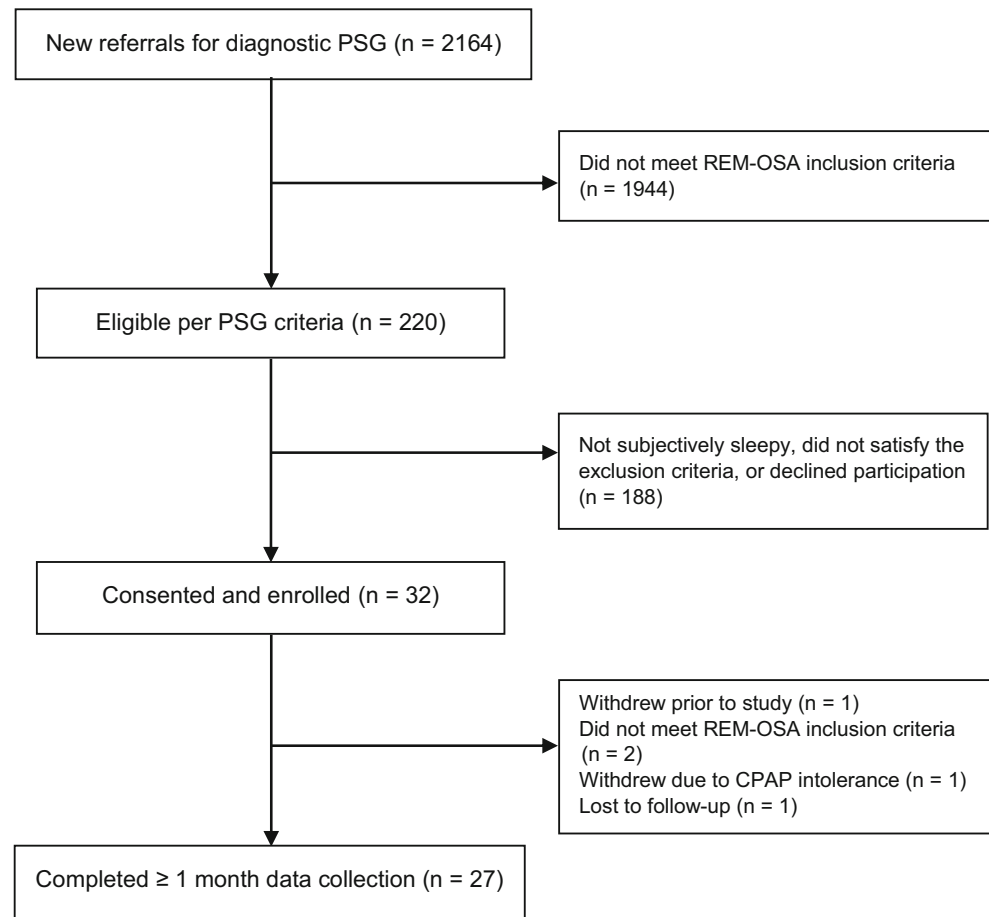 New referrals for diagnostic PSG (n = 2164)
Did not meet REM-OSA inclusion criteria
(n = 1944)
Eligible per PSG criteria (n = 220)
Not subjectively sleepy, did not satisfy the
exclusion criteria, or declined participation
(n = 188)
Consented and enrolled (n = 32)
Withdrew prior to study (n = 1)
Did not meet REM-OSA inclusion criteria
(n = 2)
Withdrew due to CPAP intolerance (n = 1)
Lost to follow-up (n = 1)
Completed ≥ 1 month data collection (n = 27)